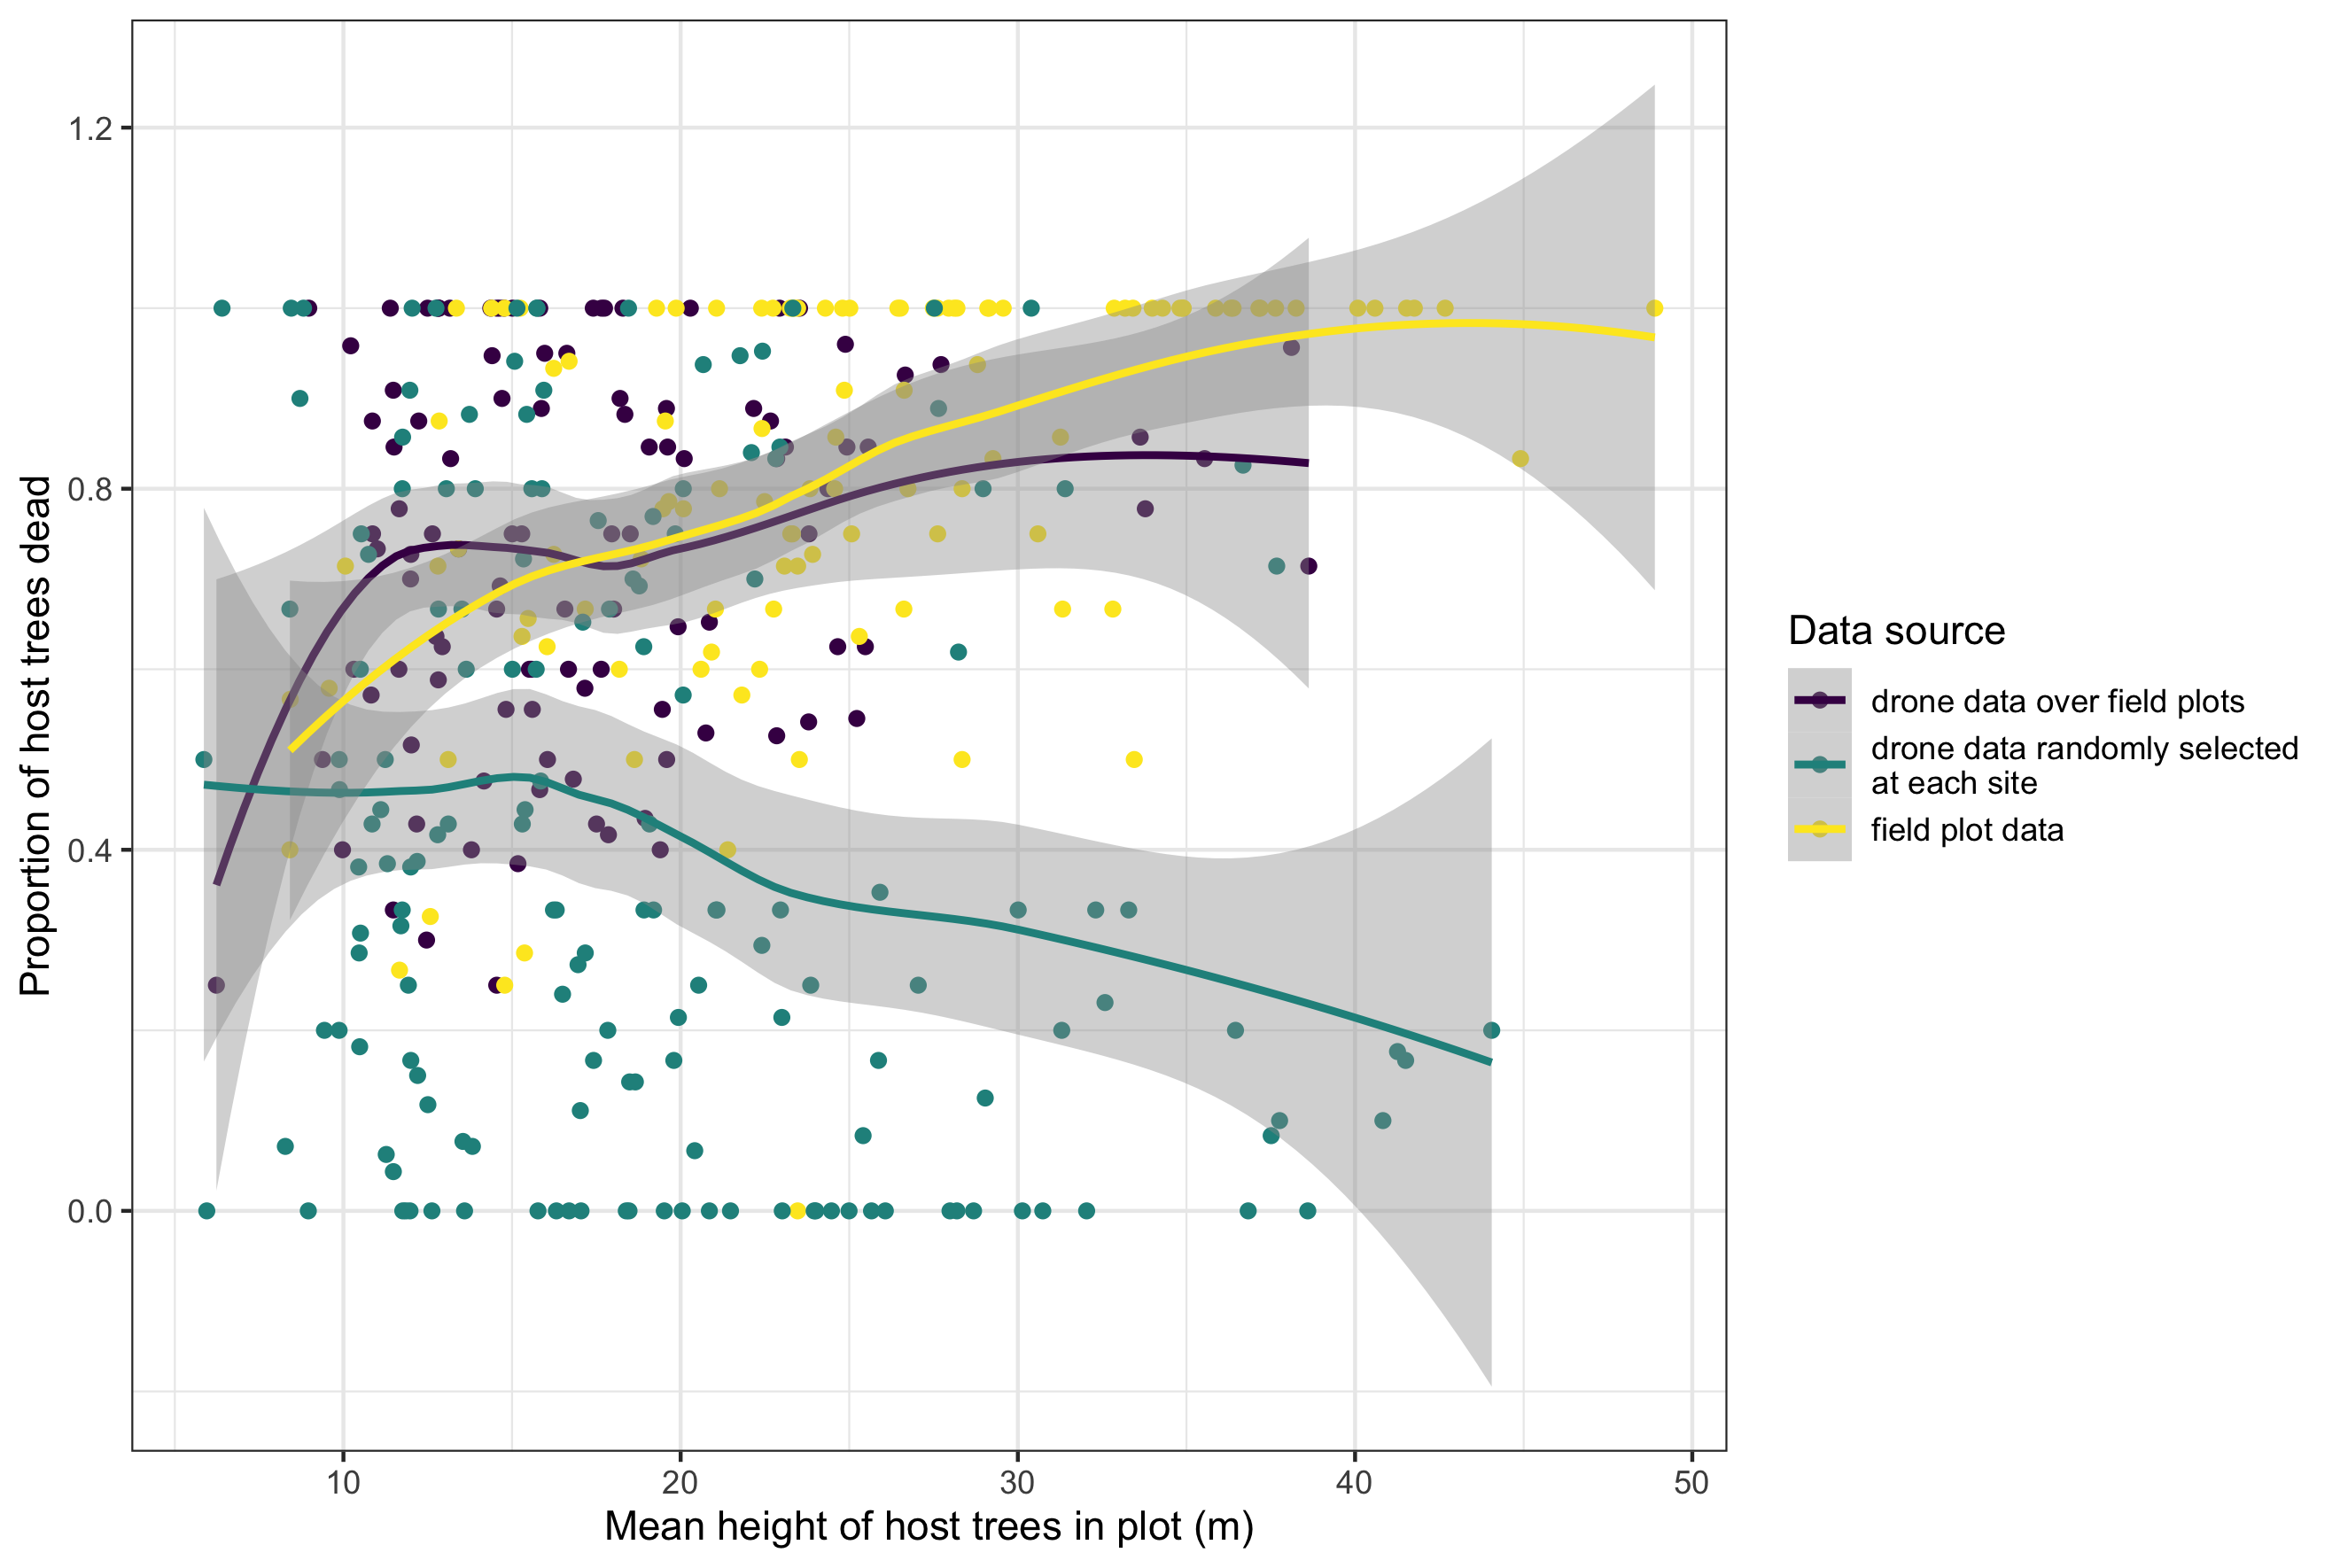 1.2
0.8
0.4
0.0
Proportion of host trees dead
10 20 30 40 50
Mean height of host trees in plot (m)
Data source
drone data over field plots
drone data randomly selected
at each site
field plot data